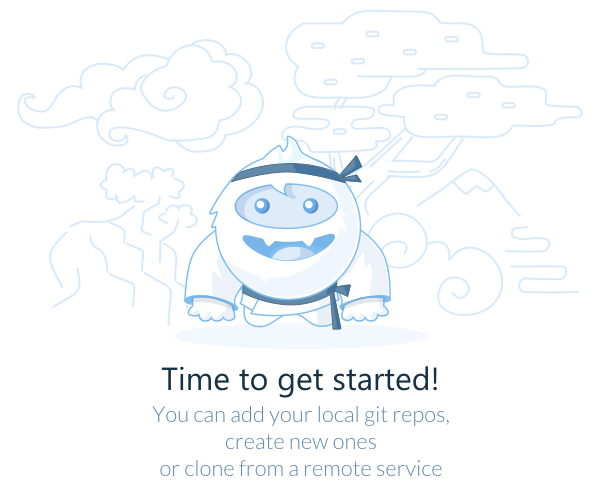 Time to get started!
You can add your local git repos,
create new ones
or clone from a remote service